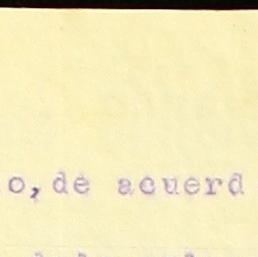 o, de acuerd